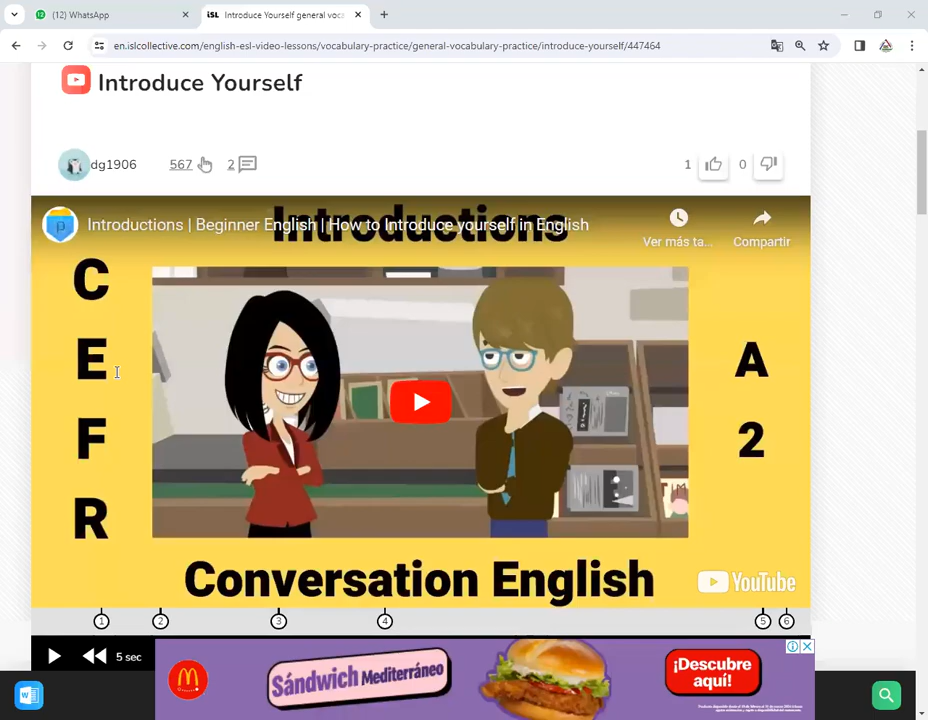 (12) WhatsApp
iSL
Introduce Yourself general voca
en.islcollective.com/english-esl-video-lessons/vocabulary-practice/general-vocabulary-practice/introduce-yourself/447464
Introduce Yourself
dg1906
567
2
1
0
Introductions
Introductions | Beginner English | How to Introduce yourself in English
Ver más ta...
Compartir
C
E
F
R
A
2
Conversation English
YouTube
1
2
3
4
5
6
5 sec
Sándwich Mediterráneo
¡Descubre
aquí!